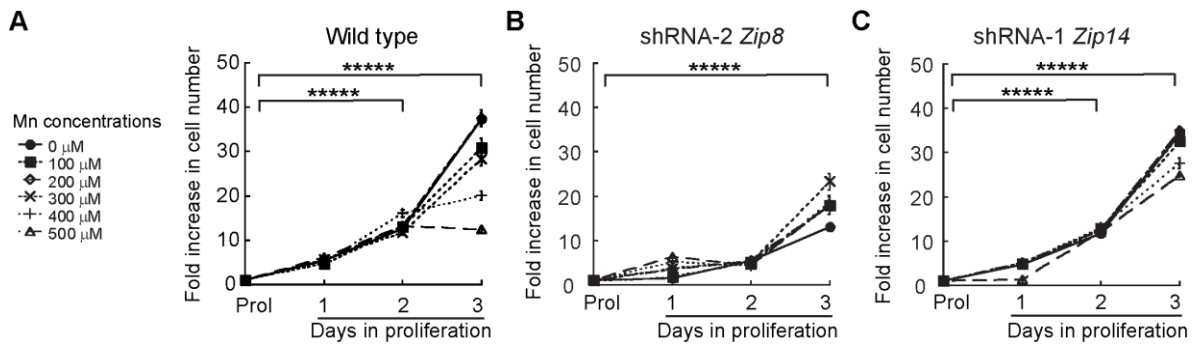 A
Wild type
Fold increase in cell number
50
40
30
20
10
0
*****
*****
Prol
1
2
3
Days in proliferation
Mn concentrations
0 μM
100 μM
200 μM
300 μM
400 μM
500 μM
B
shRNA-2 Zip8
Fold increase in cell number
50
40
30
20
10
0
*****
Prol
1
2
3
Days in proliferation
C
shRNA-1 Zip14
Fold increase in cell number
50
40
30
20
10
0
*****
*****
Prol
1
2
3
Days in proliferation